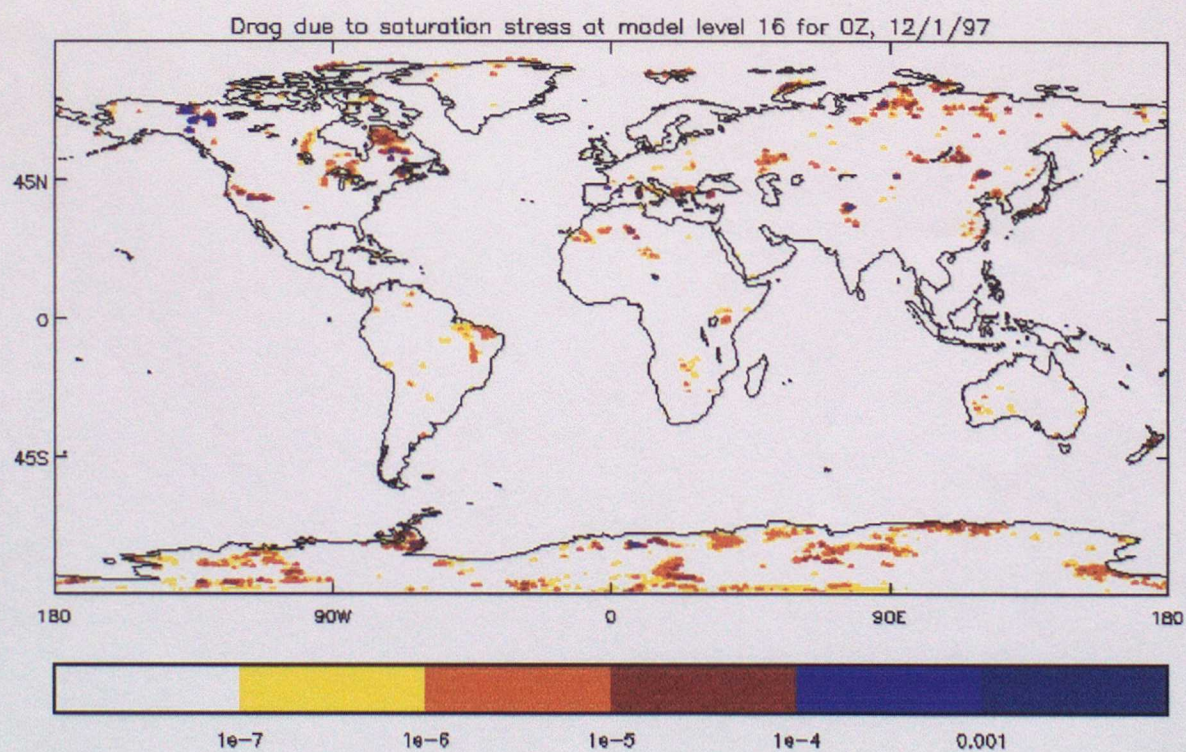 Drag due to saturation stress at model level 16 for 0Z, 12/1/97
45N
0
45S
180 90W 0 90E 180
1e-7 1e-6 1e-5 1e-4 0.001